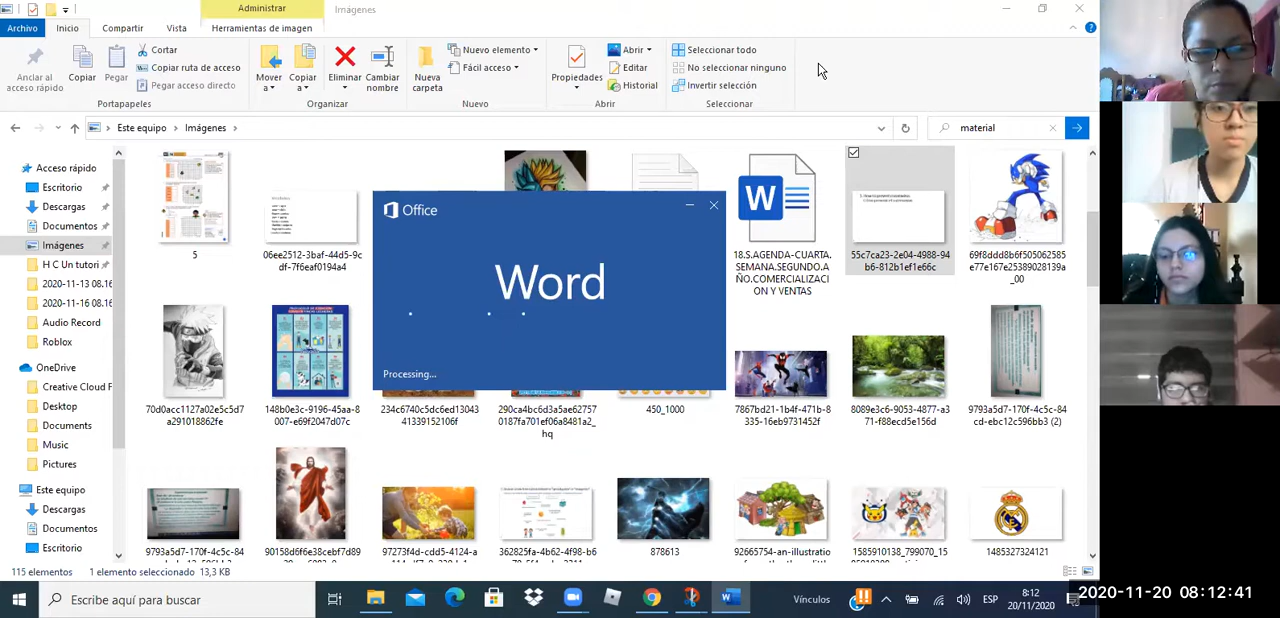 Administrar
Imágenes
Archivo
Inicio
Compartir
Vista
Herramientas de imagen
Anclar al
acceso rápido
Copiar
Pegar
Cortar
Copiar ruta de acceso
Pegar acceso directo
Portapapeles
Mover
a
Copiar
a
Eliminar
Cambiar
nombre
Organizar
Nueva
carpeta
Nuevo elemento
Fácil acceso
Nuevo
Propiedades
Abrir
Editar
Historial
Abrir
Seleccionar todo
No seleccionar ninguno
Invertir selección
Seleccionar
Este equipo
Imágenes
material
Acceso rápido
Escritorio
Descargas
Documentos
Imágenes
H C Un tutori
2020-11-13 08.
2020-11-16 08.16
Audio Record
Roblox
OneDrive
Creative Cloud F
Desktop
Documents
Music
Pictures
Este equipo
Descargas
Documentos
Escritorio
5
06ee2512-3baf-44d5-9c
df-7f6eaf0194a4
Office
Word
Processing...
W
18.S.AGENDA-CUARTA.
SEMANA.SEGUNDO.A
ÑO.COMERCIALIZACI
ON Y VENTAS
55c7ca23-2e04-4988-94
b6-812b1ef1e66c
69f8ddd8b6f505062585
e77e167e25389028139a
_00
70d0acc1127a02e5c5d7
a291018862fe
148b0e3c-9196-45aa-8
007-e69f2047d07c
234c6740c5dc6ed13043
41339152106f
290ca4bc6d3a5ae62757
0187fa701ef06a8481a2_
hq
450_1000
7867bd21-1b4f-471b-8
335-16eb9731452f
8089e3c6-9053-4877-a3
71-f88ecd5e156d
9793a5d7-170f-4c5c-84
cd-ebc12c596bb3 (2)
9793a5d7-170f-4c5c-84
90158d6f6e38cebf7d89
97273f4d-cdd5-4124-a
362825fa-4b62-4f98-b6
878613
92665754-an-illustratio
1585910138_799070_15
1485327324121
115 elementos
1 elemento seleccionado
13,3 KB
Escribe aquí para buscar
Vínculos
ESP
8:12
20/11/2020
2020-11-20 08:12:41